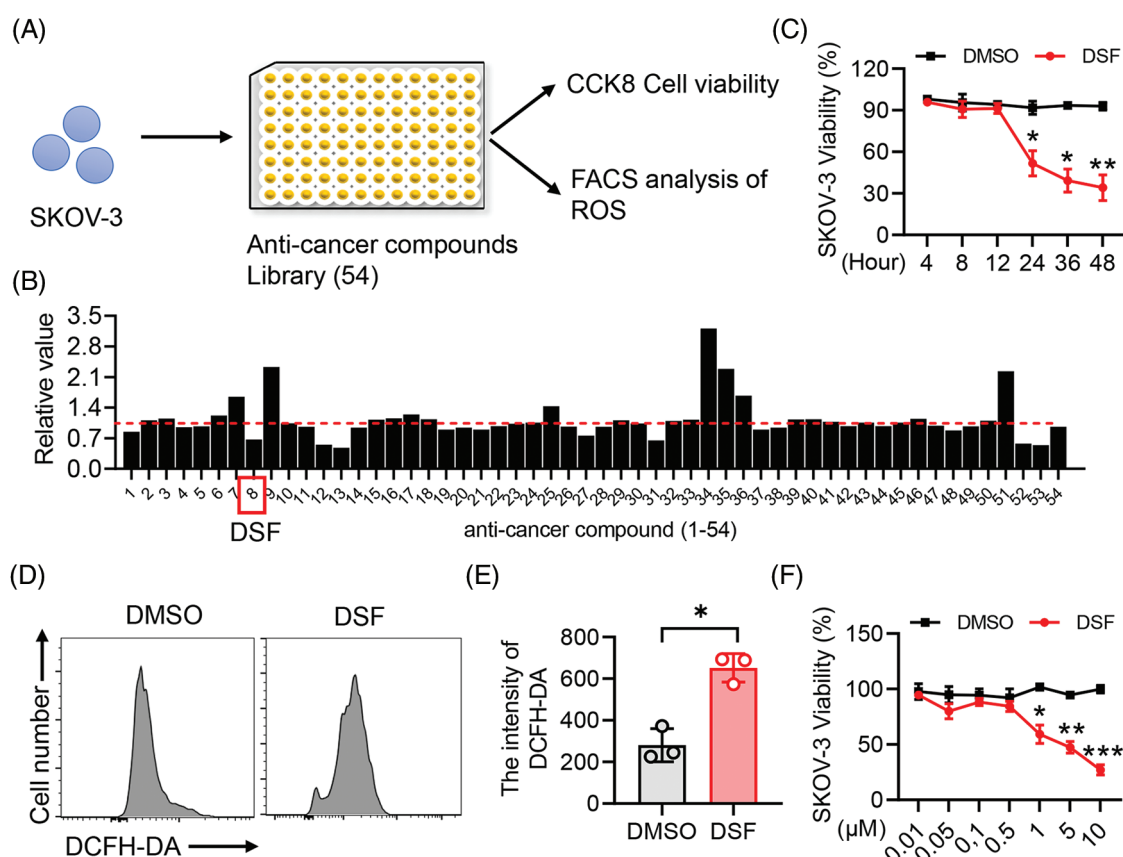 (A)
SKOV-3
Anti-cancer compounds
Library (54)
CCK8 Cell viability
FACS analysis of
ROS
(C)
DMSO DSF
SKOV-3 Viability (%)
120
90
60
30
0
* * **
(Hour) 4 8 12 24 36 48
(B)
Relative value
3.5
2.8
2.1
1.4
0.7
0.0
1 2 3 4 5 6 7 8 9 10 11 12 13 14 15 16 17 18 19 20 21 22 23 24 25 26 27 28 29 30 31 32 33 34 35 36 37 38 39 40 41 42 43 44 45 46 47 48 49 50 51 52 53 54
DSF
anti-cancer compound (1-54)
(D)
DMSO DSF
Cell number
DCFH-DA
(E)
The intensity of
DCFH-DA
800
600
400
200
0
*
DMSO DSF
(F)
DMSO DSF
SKOV-3 Viability (%)
150
100
50
0
* ** ***
(μM) 0.01 0.05 0,1 0.5 1 5 10